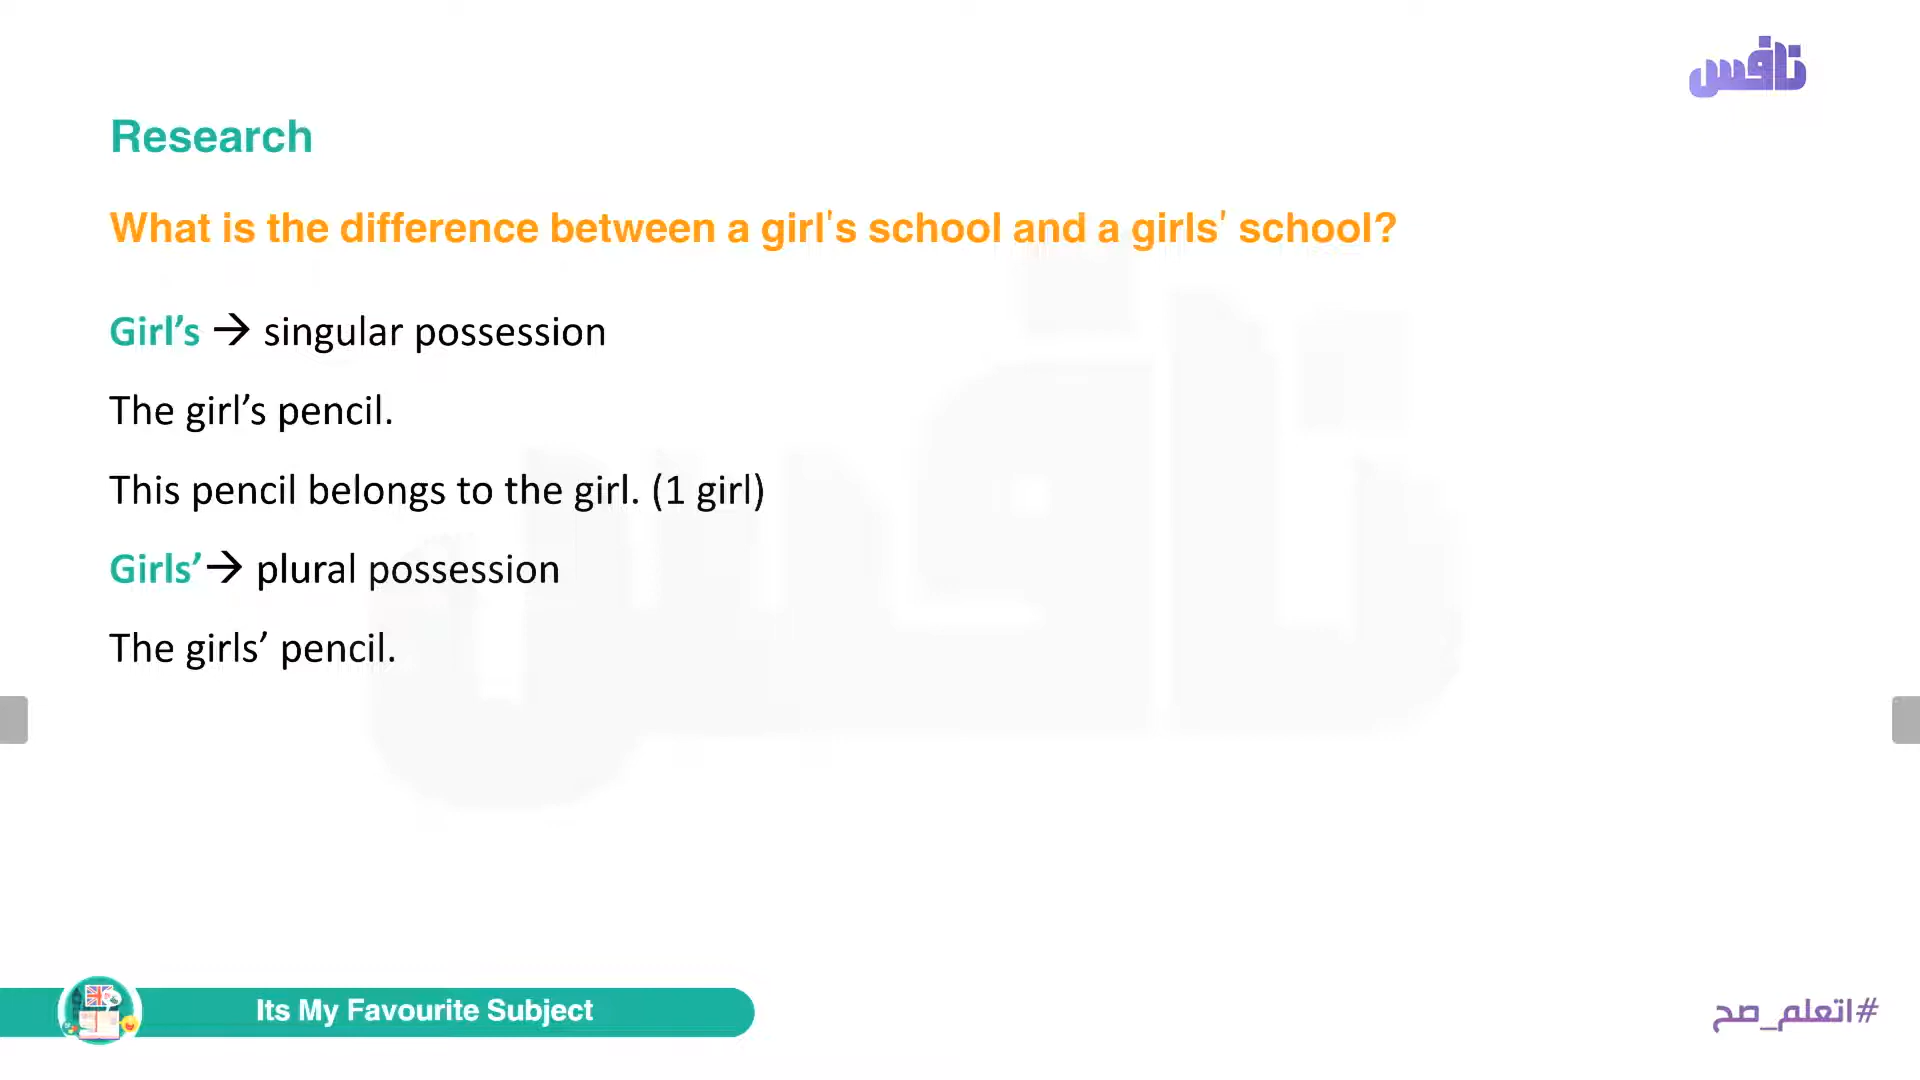 نافس
Research
What is the difference between a girl's school and a girls' school?
Girl’s → singular possession
The girl’s pencil.
This pencil belongs to the girl. (1 girl)
Girls’→ plural possession
The girls’ pencil.
Its My Favourite Subject
#اتعلم_صح